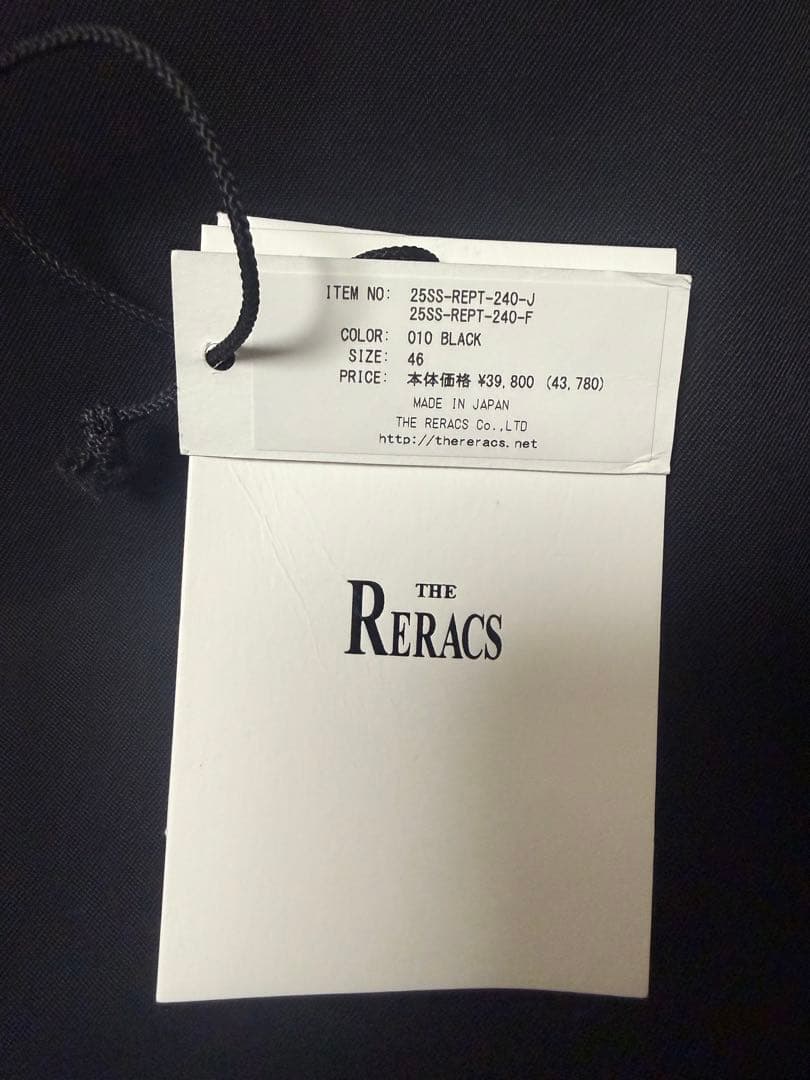 ITEM NO: 25SS-REPT-240-J
25SS-REPT-240-F
COLOR: 010 BLACK
SIZE: 46
PRICE: 本体価格 ¥39,800 (43,780)
MADE IN JAPAN
THE RERACS Co.,LTD
http://thereracs.net
THE
RERACS